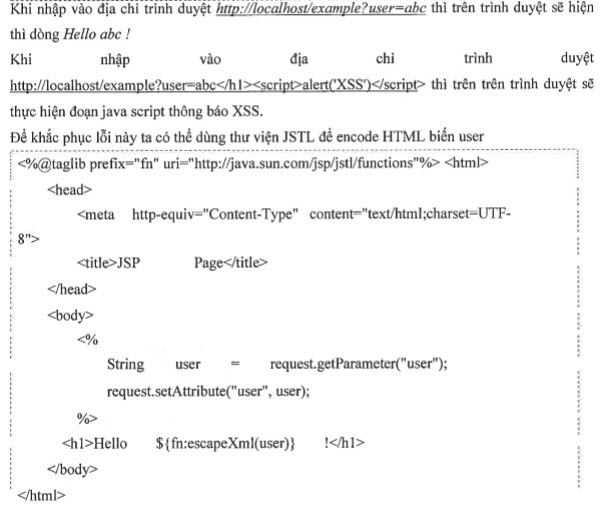 Khi nhập vào địa chỉ trình duyệt http://localhost/example?user=abc thì trên trình duyệt sẽ hiện
thì dòng Hello abc !
Khi nhập vào địa chỉ trình duyệt
http://localhost/example?user=abc</h1><script>alert('XSS')</script> thì trên trên trình duyệt sẽ
thực hiện đoạn java script thông báo XSS.
Để khắc phục lỗi này ta có thể dùng thư viện JSTL để encode HTML biến user
<%@taglib prefix="fn" uri="http://java.sun.com/jsp/jstl/functions"%> <html>
<head>
<meta http-equiv="Content-Type" content="text/html;charset=UTF-
8">
<title>JSP Page</title>
</head>
<body>
<%
String user = request.getParameter("user");
request.setAttribute("user", user);
%>
<h1>Hello ${fn:escapeXml(user)} !</h1>
</body>
</html>